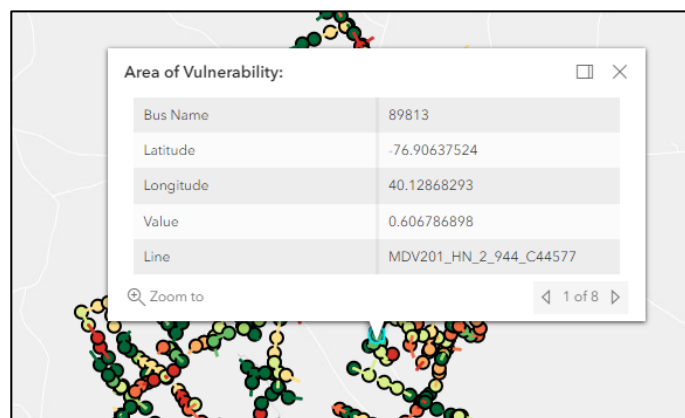 Area of Vulnerability:
Bus Name 89813
Latitude -76.90637524
Longitude 40.12868293
Value 0.606786898
Line MDV201_HN_2_944_C44577
Zoom to 1 of 8